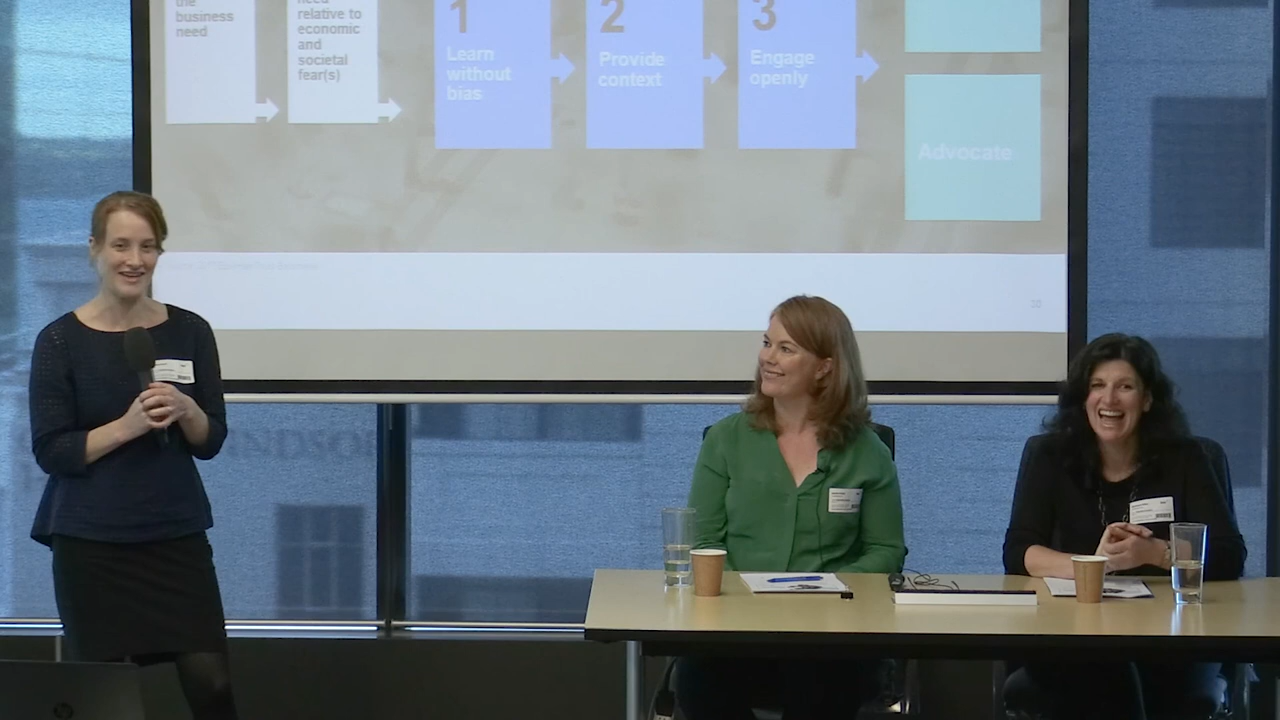 the
business
need
need
relative to
economic
and
societal
fear(s)
1
Learn
without
bias
2
Provide
context
3
Engage
openly
Advocate